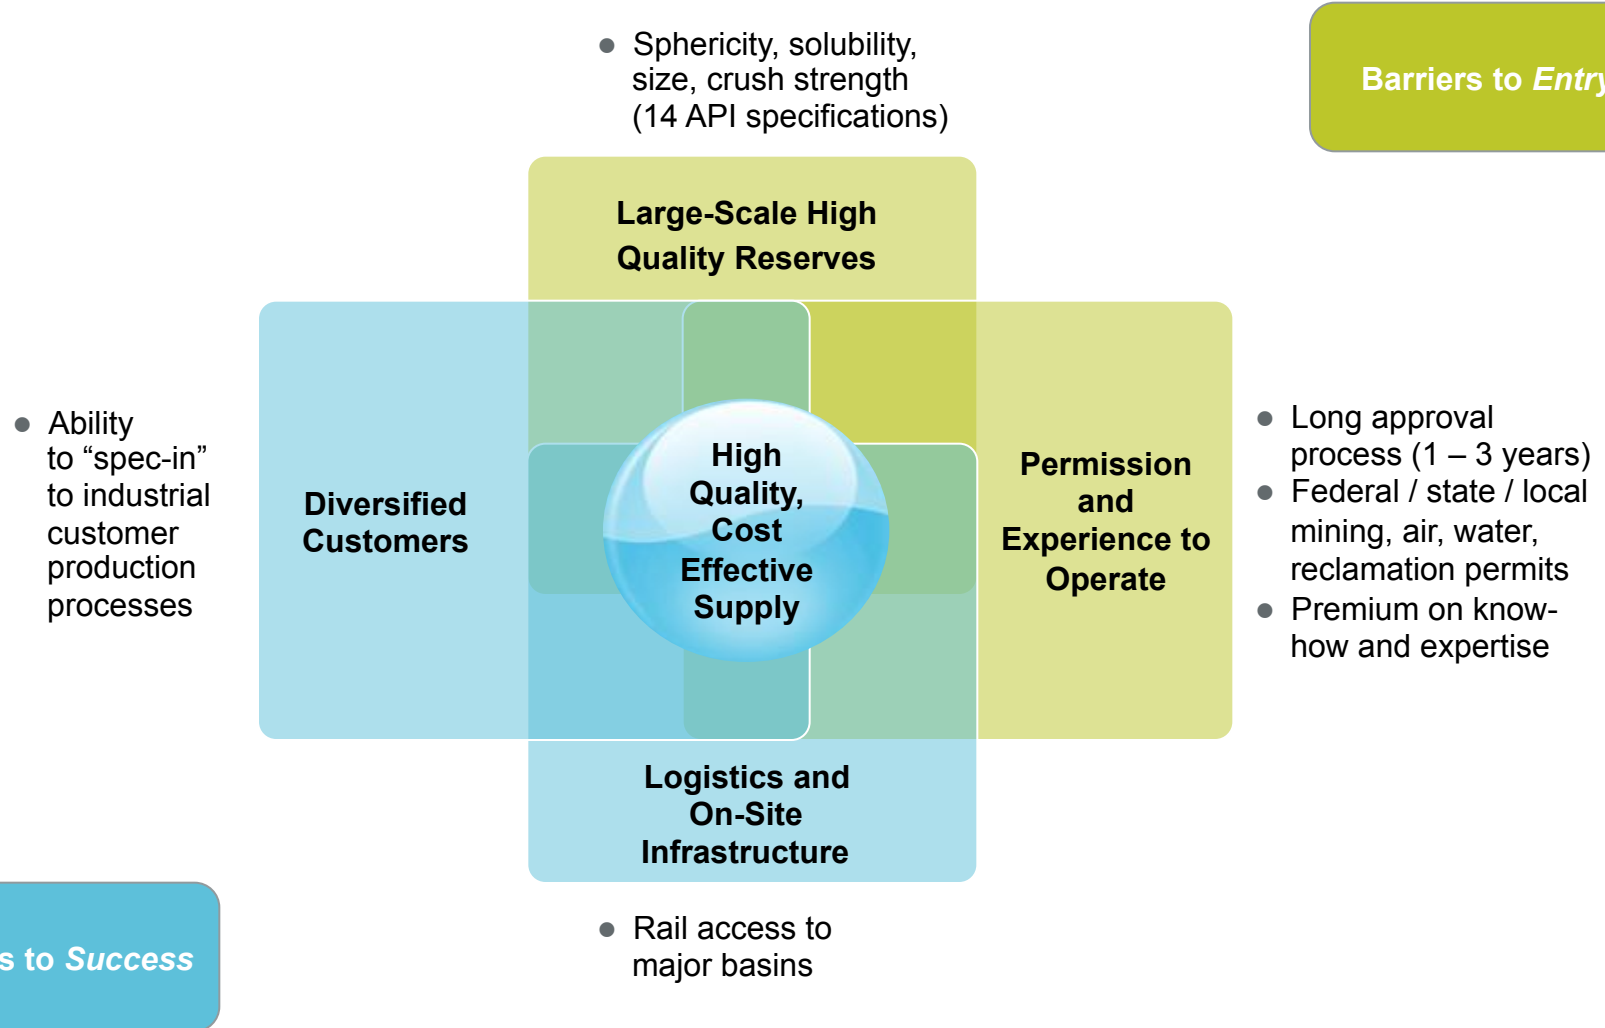 ● Sphericity, solubility,
size, crush strength
(14 API specifications)
Barriers to Entry
Large-Scale High
Quality Reserves
● Ability
to “spec-in”
to industrial
customer
production
processes
Diversified
Customers
High
Quality,
Cost
Effective
Supply
Permission
and
Experience to
Operate
● Long approval
process (1 – 3 years)
● Federal / state / local
mining, air, water,
reclamation permits
● Premium on know-
how and expertise
Logistics and
On-Site
Infrastructure
● Rail access to
major basins
to Success